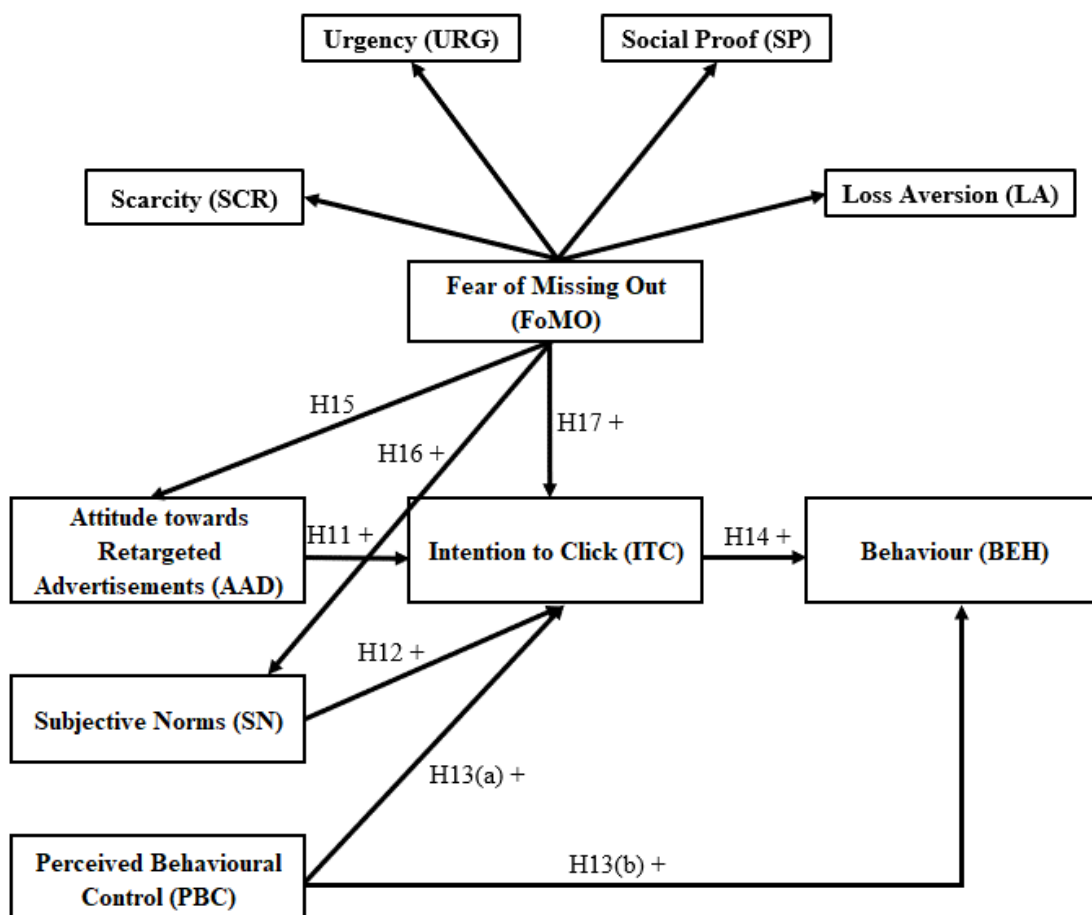 Urgency (URG)
Social Proof (SP)
Scarcity (SCR)
Loss Aversion (LA)
Fear of Missing Out
(FoMO)
H15
H16 +
H17 +
Attitude towards
Retargeted
Advertisements (AAD)
H11 +
Intention to Click (ITC)
H14 +
Behaviour (BEH)
H12 +
Subjective Norms (SN)
H13(a) +
Perceived Behavioural
Control (PBC)
H13(b) +